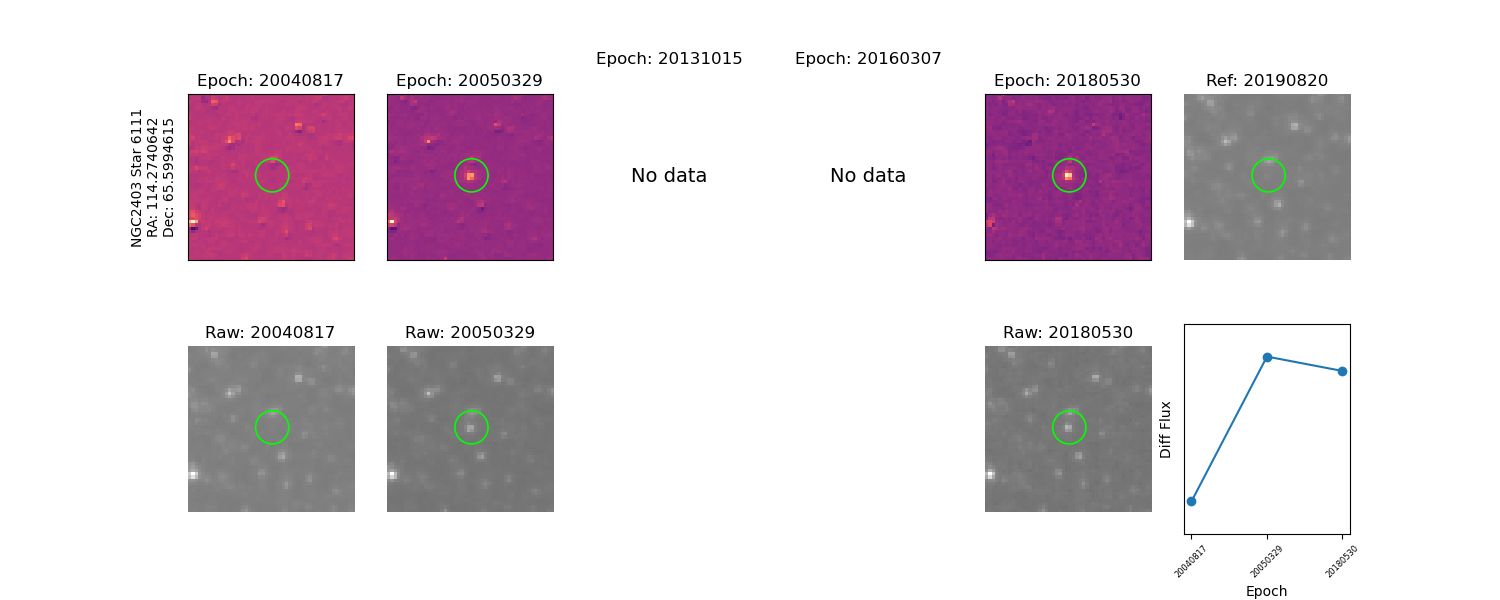 Epoch: 20040817
Epoch: 20050329
Epoch: 20131015
Epoch: 20160307
Epoch: 20180530
Ref: 20190820
NGC2403 Star 6111
RA: 114.2740642
Dec: 65.5994615
No data
No data
Raw: 20040817
Raw: 20050329
Raw: 20180530
Diff Flux
20040817
20050329
20180530
Epoch